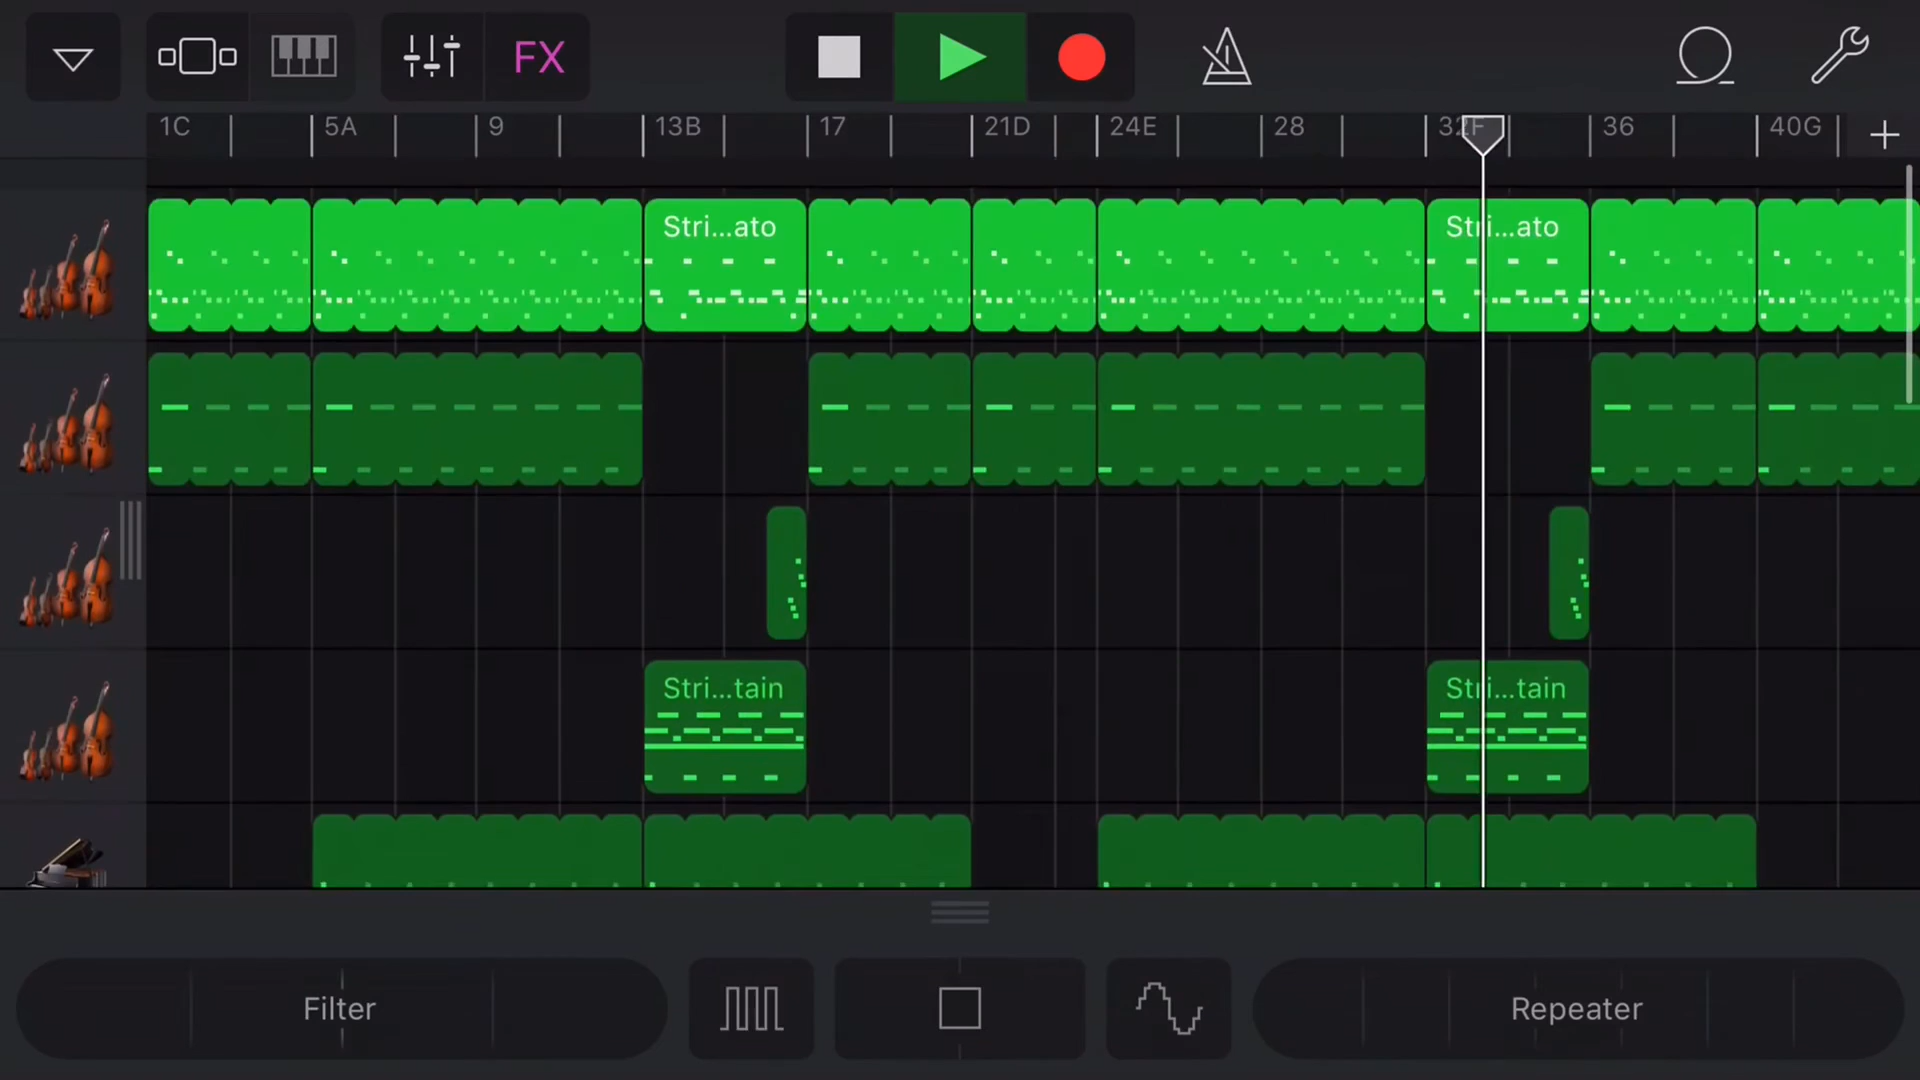 FX
1C 5A 9 13B 17 21D 24E 28 32F 36 40G
Stri...ato Stri...ato
Stri...tain Stri...tain
Filter Repeater